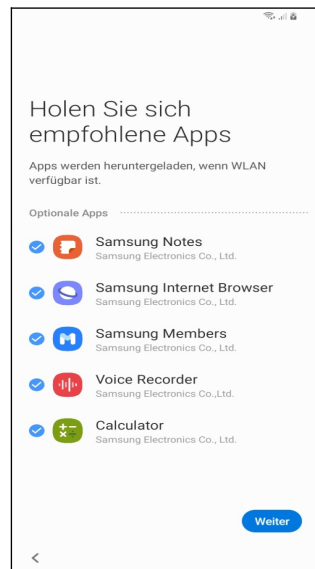 Holen Sie sich
empfohlene Apps
Apps werden heruntergeladen, wenn WLAN
verfügbar ist.
Optionale Apps
Samsung Notes
Samsung Electronics Co., Ltd.
Samsung Internet Browser
Samsung Electronics Co., Ltd.
Samsung Members
Samsung Electronics Co., Ltd.
Voice Recorder
Samsung Electronics Co.,Ltd.
Calculator
Samsung Electronics Co., Ltd.
Weiter